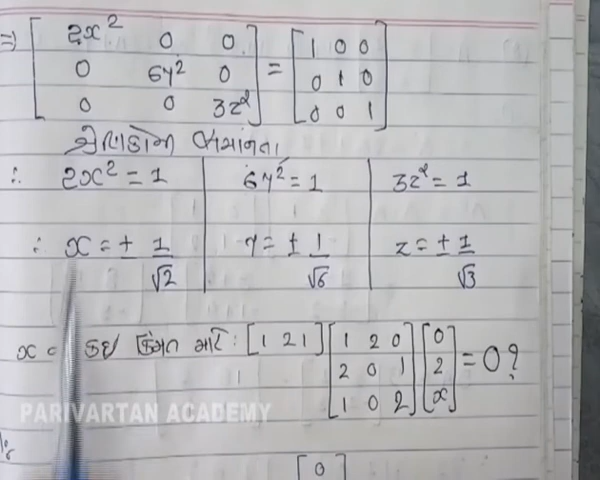 ⇒ [2x² 0 0
0 6y² 0
0 0 3z²] = [1 0 0
0 1 0
0 0 1]
શ્રેણિકોની સમાનતા
∴ 2x² = 1 | 6y² = 1 | 3z² = 1
∴ x = ± 1/√2 | y = ± 1/√6 | z = ± 1/√3
x ની કઇ કિંમત માટે : [1 2 1] [1 2 0
2 0 1
1 0 2] [0
2
x] = 0 ?
PARIVARTAN ACADEMY
[0]